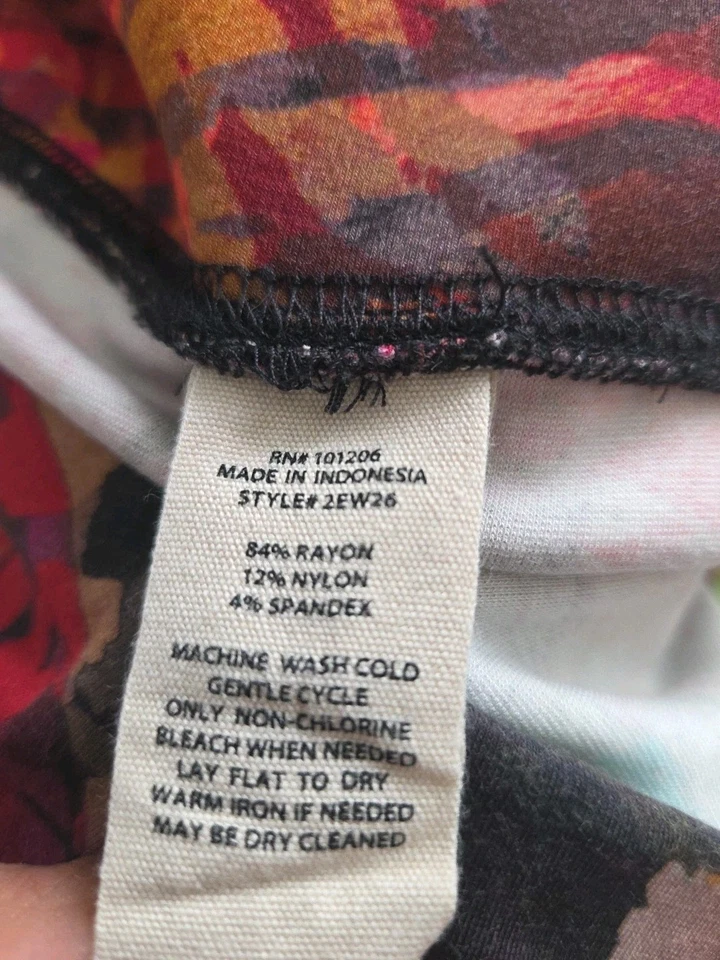 RN# 101206
MADE IN INDONESIA
STYLE# 2EW26
84% RAYON
12% NYLON
4% SPANDEX
MACHINE WASH COLD
GENTLE CYCLE
ONLY NON-CHLORINE
BLEACH WHEN NEEDED
LAY FLAT TO DRY
WARM IRON IF NEEDED
MAY BE DRY CLEANED